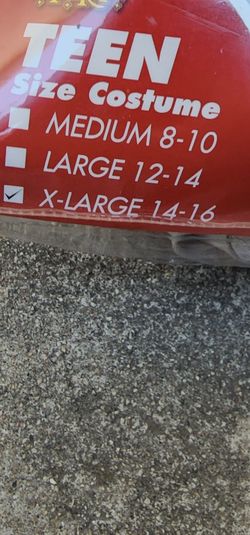 TEEN
Size Costume
MEDIUM 8-10
LARGE 12-14
X-LARGE 14-16